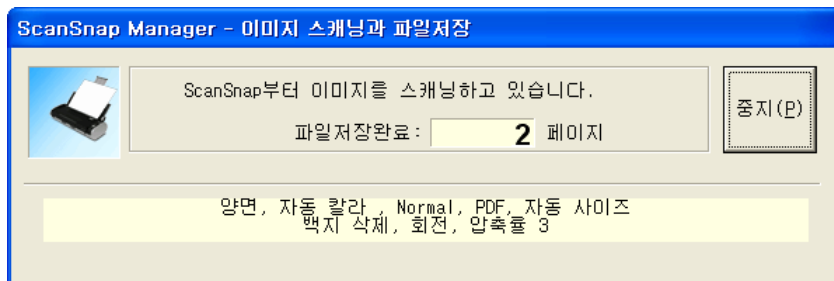 ScanSnap Manager - 이미지 스캐닝과 파일저장
ScanSnap부터 이미지를 스캐닝하고 있습니다.
중지(P)
파일저장완료: 2 페이지
양면, 자동 칼라 , Normal, PDF, 자동 사이즈
백지 삭제, 회전, 압축률 3